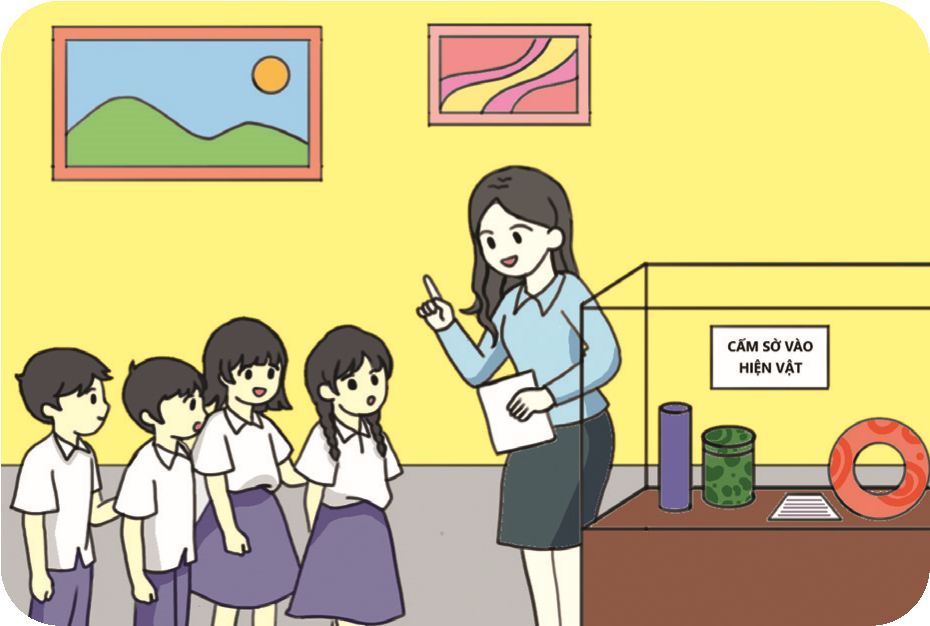 CẤM SỜ VÀO
HIỆN VẬT